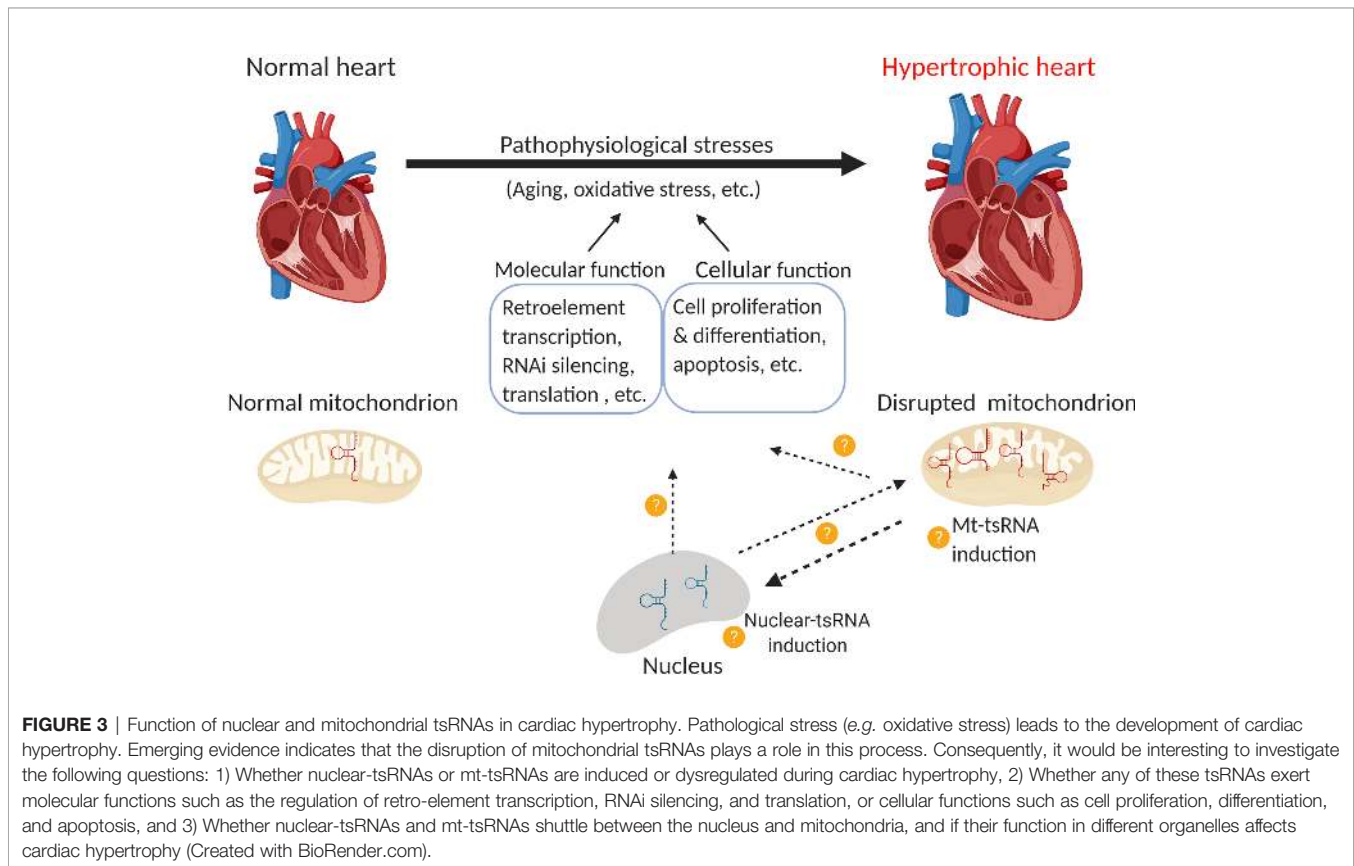 Normal heart
Hypertrophic heart
Pathophysiological stresses
(Aging, oxidative stress, etc.)
Molecular function
Cellular function
Retroelement
transcription,
RNAi silencing,
translation , etc.
Cell proliferation
& differentiation,
apoptosis, etc.
Normal mitochondrion
Disrupted mitochondrion
?
?
?
? Mt-tsRNA
induction
? Nuclear-tsRNA
induction
Nucleus
FIGURE 3 | Function of nuclear and mitochondrial tsRNAs in cardiac hypertrophy. Pathological stress (e.g. oxidative stress) leads to the development of cardiac
hypertrophy. Emerging evidence indicates that the disruption of mitochondrial tsRNAs plays a role in this process. Consequently, it would be interesting to investigate
the following questions: 1) Whether nuclear-tsRNAs or mt-tsRNAs are induced or dysregulated during cardiac hypertrophy, 2) Whether any of these tsRNAs exert
molecular functions such as the regulation of retro-element transcription, RNAi silencing, and translation, or cellular functions such as cell proliferation, differentiation,
and apoptosis, and 3) Whether nuclear-tsRNAs and mt-tsRNAs shuttle between the nucleus and mitochondria, and if their function in different organelles affects
cardiac hypertrophy (Created with BioRender.com).